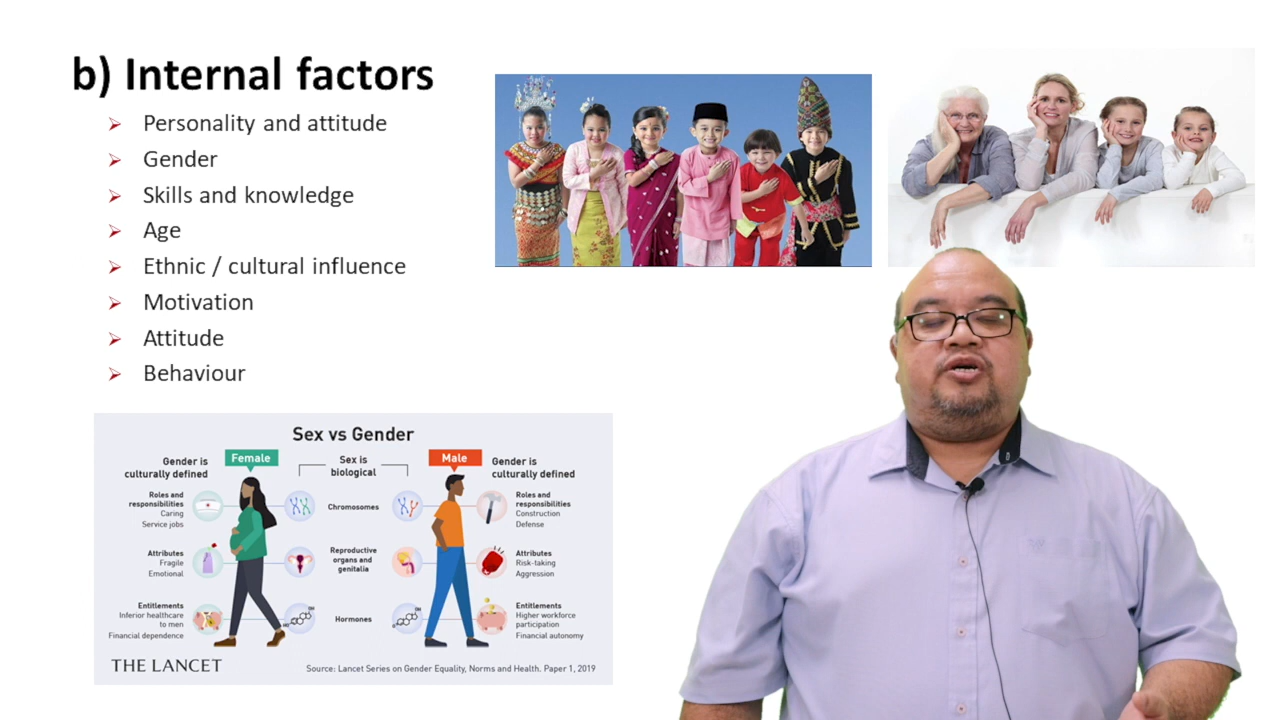 b) Internal factors
Personality and attitude
Gender
Skills and knowledge
Age
Ethnic / cultural influence
Motivation
Attitude
Behaviour
Sex vs Gender
Gender is
culturally defined
Female
Sex is
biological
Male
Gender is
culturally defined
Roles and
responsibilities
Caring
Service jobs
Chromosomes
Roles and
responsibilities
Construction
Defense
Attributes
Fragile
Emotional
Reproductive
organs and
genitalia
Attributes
Risk-taking
Aggression
Entitlements
Inferior healthcare
to men
Financial dependence
Hormones
Entitlements
Higher workforce
participation
Financial autonomy
THE LANCET
Source: Lancet Series on Gender Equality, Norms and Health. Paper 1, 2019